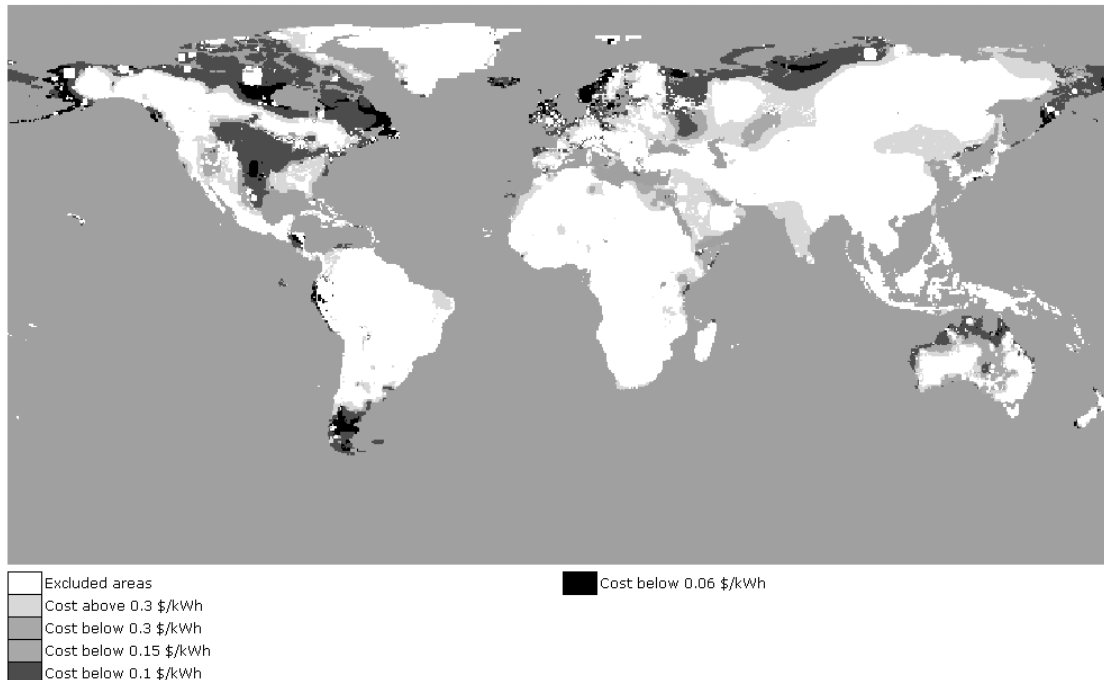 Excluded areas
Cost above 0.3 $/kWh
Cost below 0.3 $/kWh
Cost below 0.15 $/kWh
Cost below 0.1 $/kWh
Cost below 0.06 $/kWh